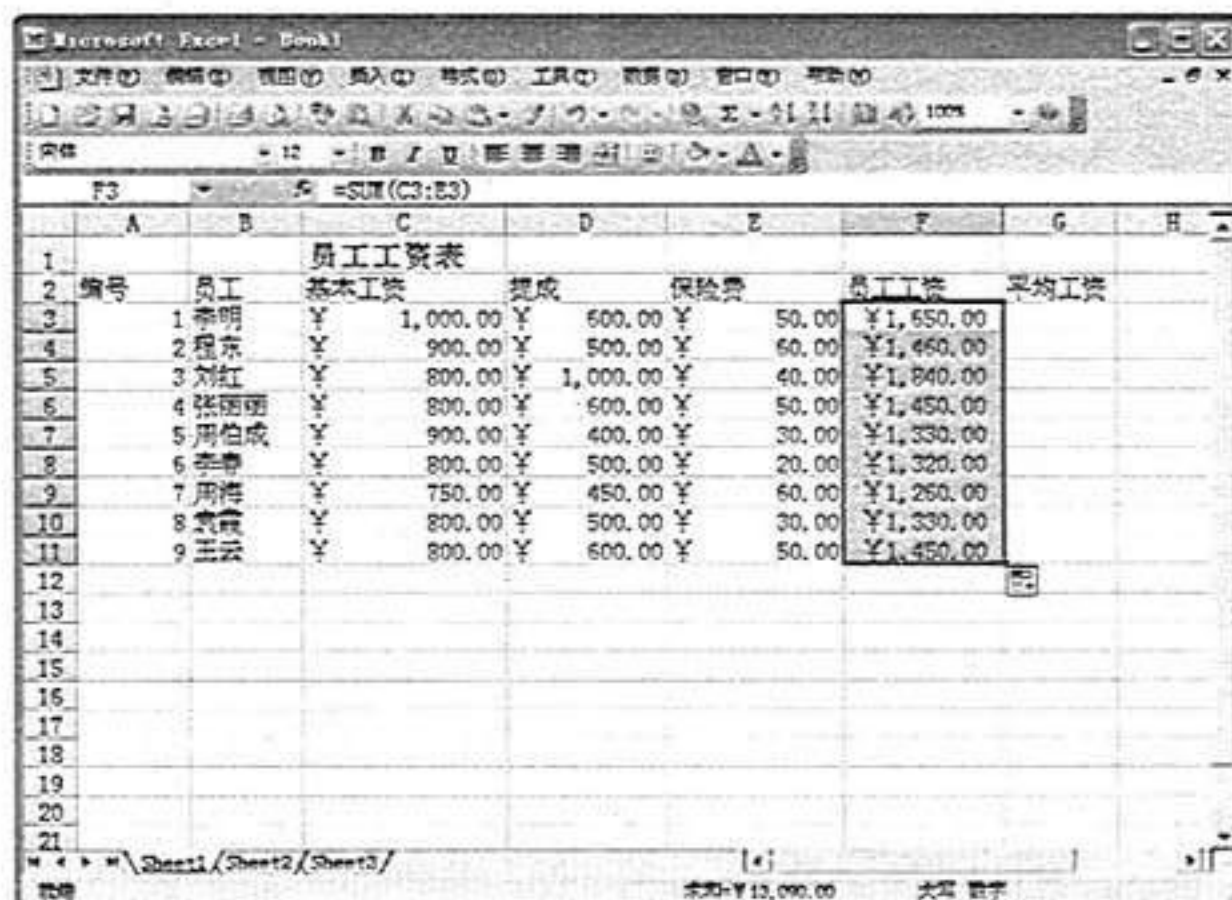 Microsoft Excel - Book1
文件(F) 编辑(E) 视图(V) 插入(I) 格式(O) 工具(T) 数据(D) 窗口(W) 帮助(H)
100%
宋体 12 B I U
F3 fx =SUM(C3:E3)
A B C D E F G H
1 员工工资表
2 编号 员工 基本工资 提成 保险费 员工工资 平均工资
3 1 李明 ¥ 1,000.00 ¥ 600.00 ¥ 50.00 ¥1,650.00
4 2 程东 ¥ 900.00 ¥ 500.00 ¥ 60.00 ¥1,460.00
5 3 刘红 ¥ 800.00 ¥ 1,000.00 ¥ 40.00 ¥1,840.00
6 4 张丽丽 ¥ 800.00 ¥ 600.00 ¥ 50.00 ¥1,450.00
7 5 周伯成 ¥ 900.00 ¥ 400.00 ¥ 30.00 ¥1,330.00
8 6 李春 ¥ 800.00 ¥ 500.00 ¥ 20.00 ¥1,320.00
9 7 周海 ¥ 750.00 ¥ 450.00 ¥ 60.00 ¥1,260.00
10 8 袁霞 ¥ 800.00 ¥ 500.00 ¥ 30.00 ¥1,330.00
11 9 王云 ¥ 800.00 ¥ 600.00 ¥ 50.00 ¥1,450.00
12
13
14
15
16
17
18
19
20
21
Sheet1/Sheet2/Sheet3/
就绪 求和=¥13,090.00 大写 数字